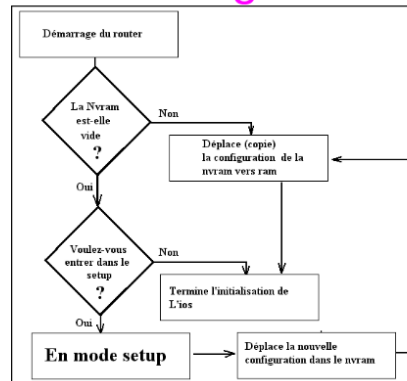 Démarrage du router
La Nvram
est-elle
vide
?
Non
Oui
Déplace (copie)
la configuration de la
nvram vers ram
Voulez-vous
entrer dans le
setup
?
Non
Oui
Termine l'initialisation de
L'ios
En mode setup
Déplace la nouvelle
configuration dans le nvram